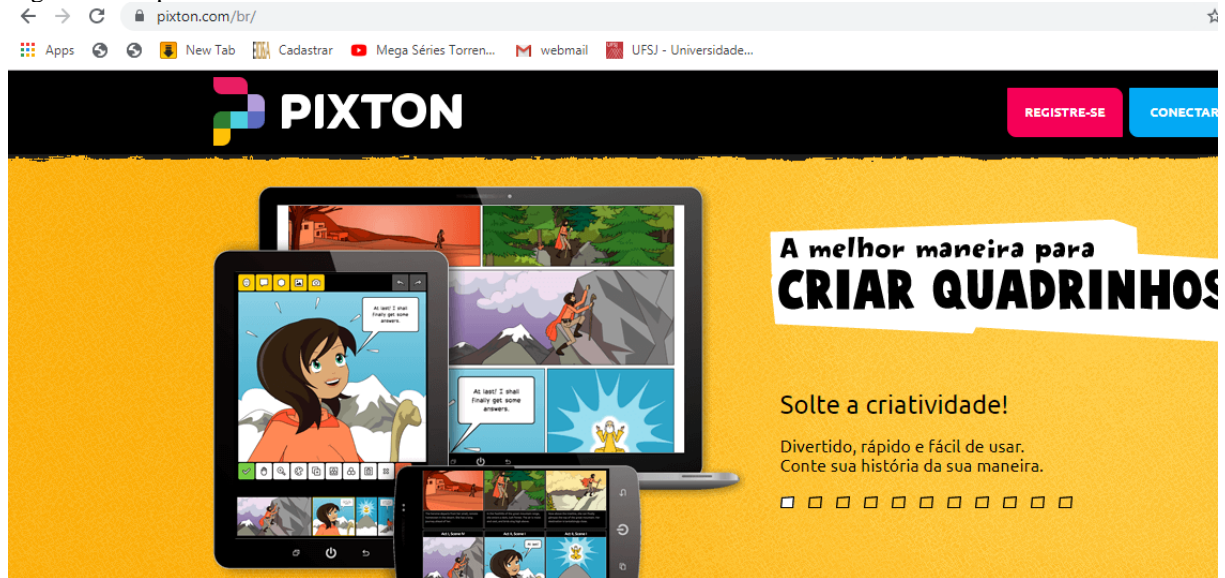 pixton.com/br/
Apps New Tab Cadastrar Mega Séries Torren... M webmail UFSJ - Universidade...
PIXTON
REGISTRE-SE CONECTAR
A melhor maneira para
CRIAR QUADRINHOS
At last! I shall
finally get some
answers.
At last! I shall
finally get some
answers.
Solte a criatividade!
Divertido, rápido e fácil de usar.
Conte sua história da sua maneira.